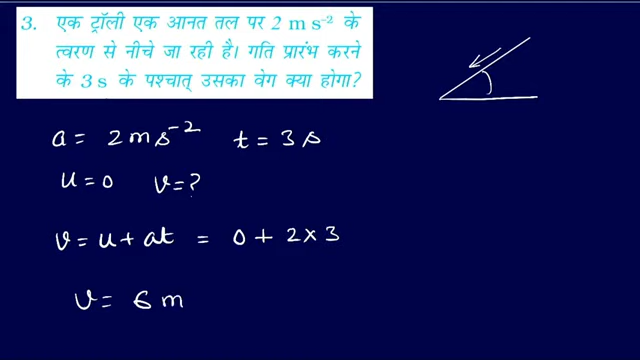 3. एक ट्रॉली एक आनत तल पर 2 m s⁻² के
त्वरण से नीचे जा रही है। गति प्रारंभ करने
के 3 s के पश्चात् उसका वेग क्या होगा?
a = 2 m s⁻² t = 3 s
u = 0 v = ?
v = u + at = 0 + 2 × 3
v = 6 m